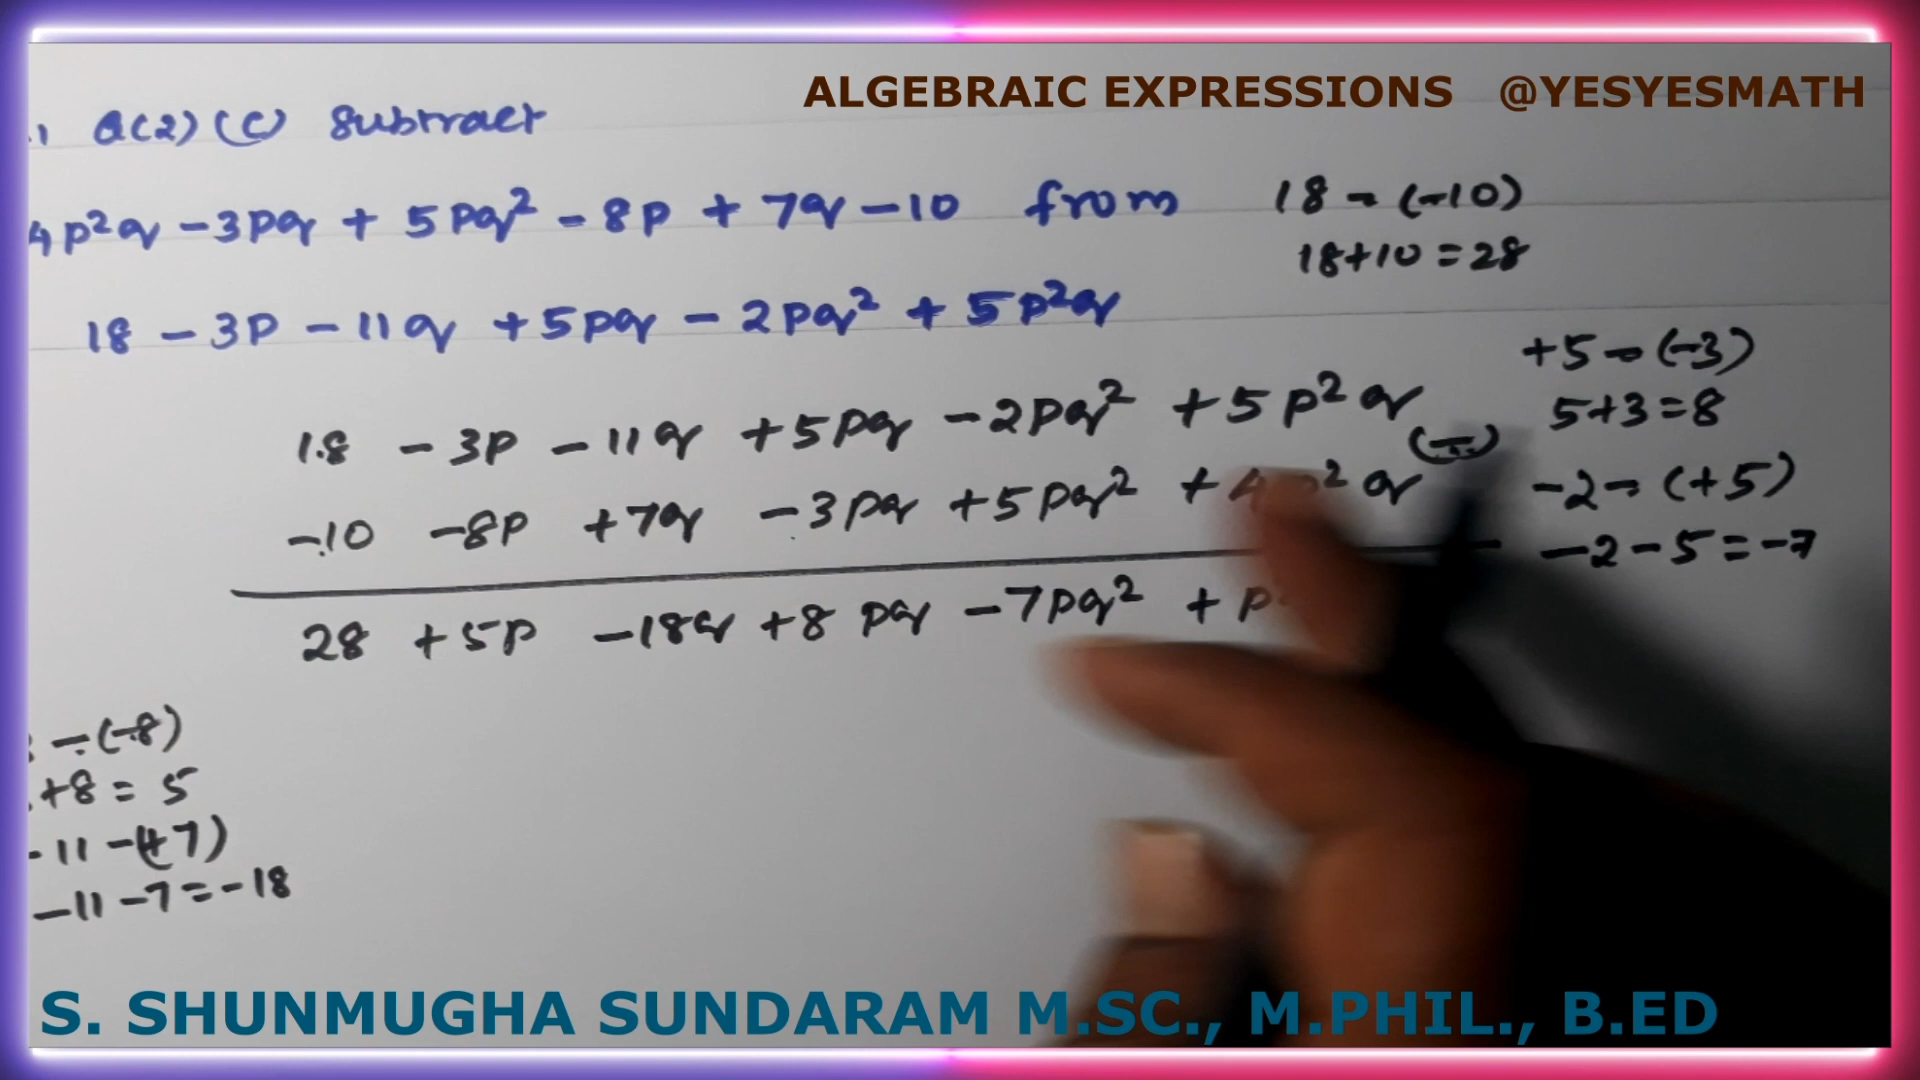 ALGEBRAIC EXPRESSIONS @YESYESMATH
.1 Q(2) (C) Subtract
4p²q - 3pq + 5pq² - 8p + 7q - 10 from
18 - 3p - 11q + 5pq - 2pq² + 5p²q
18 - (-10)
18+10 = 28
18 - 3p - 11q + 5pq - 2pq² + 5p²q
(-)
-10 - 8p + 7q - 3pq + 5pq² + 4p²q
28 + 5p - 18q + 8pq - 7pq² + p
+5 - (-3)
5+3 = 8
-2 - (+5)
-2 - 5 = -7
- (-8)
+8 = 5
-11 - (+7)
-11 - 7 = -18
S. SHUNMUGHA SUNDARAM M.SC., M.PHIL., B.ED